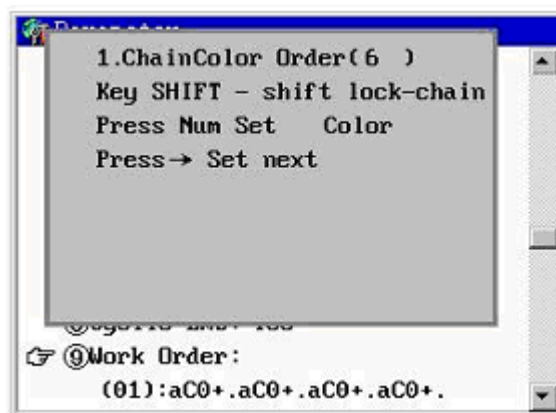 1.ChainColor Order(6 )
Key SHIFT - shift lock-chain
Press Num Set Color
Press→ Set next
⑨Work Order:
(01):aC0+.aC0+.aC0+.aC0+.